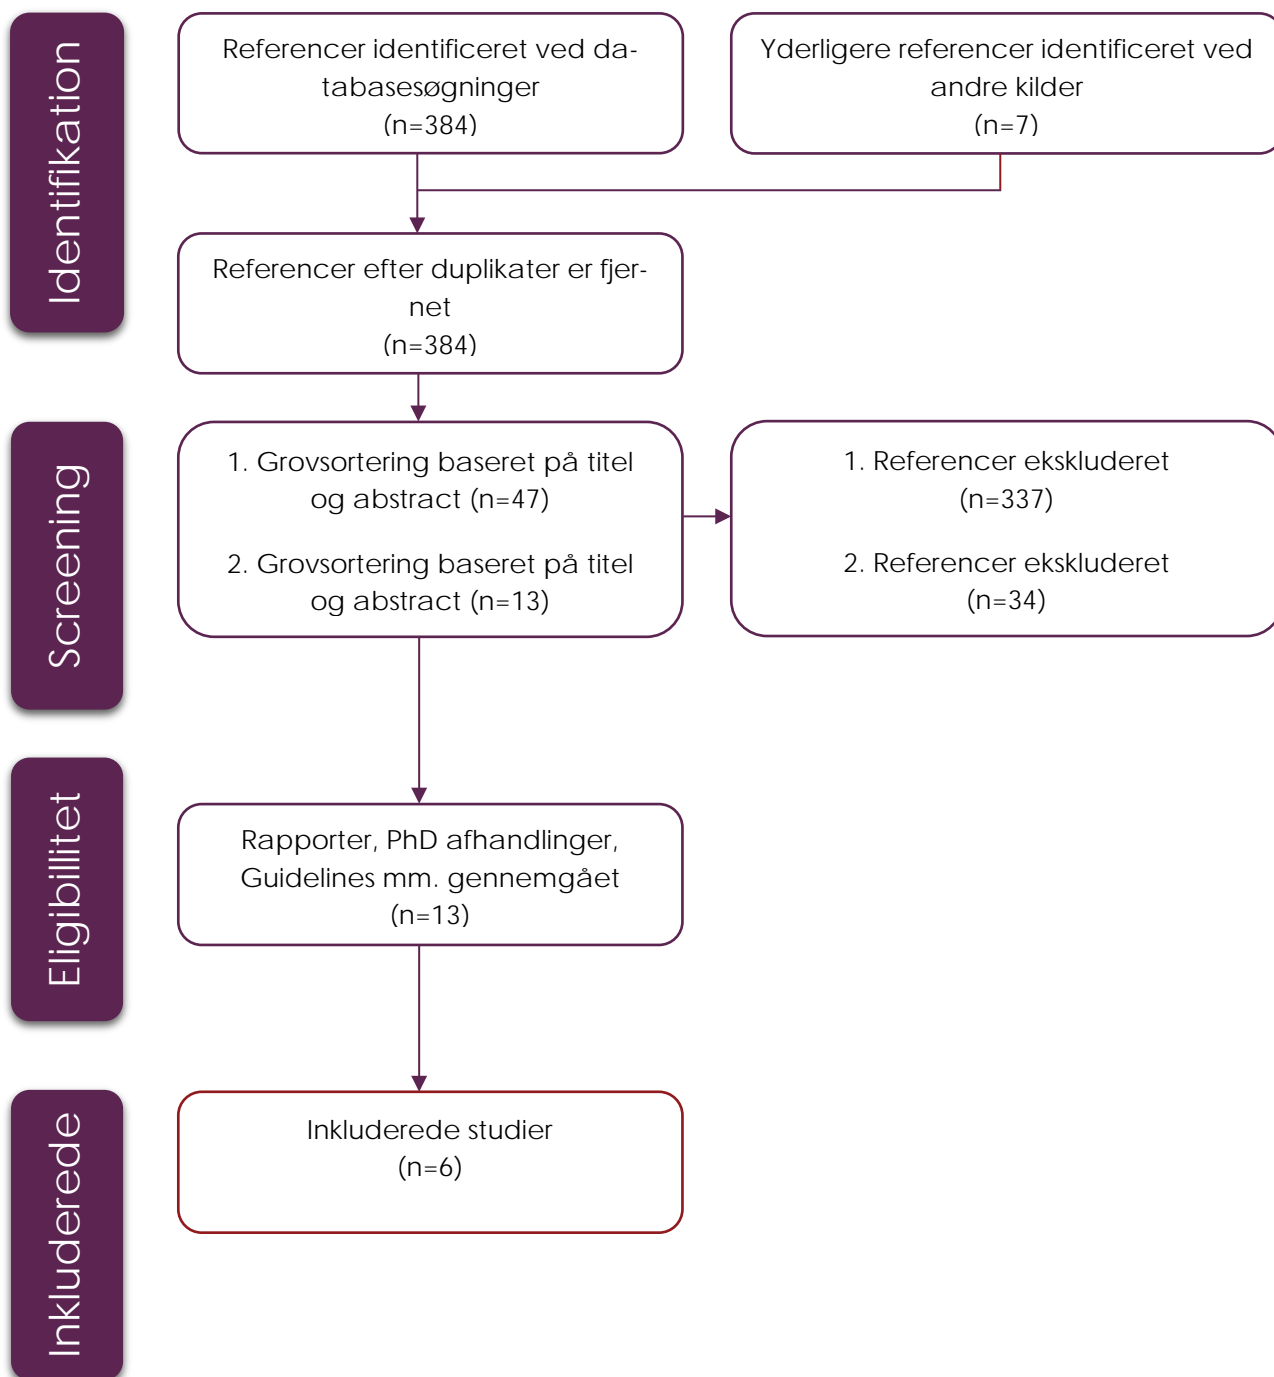 Identifikation
Referencer identificeret ved da-
tabasesøgninger
(n=384)
Yderligere referencer identificeret ved
andre kilder
(n=7)
Referencer efter duplikater er fjer-
net
(n=384)
Screening
1. Grovsortering baseret på titel
og abstract (n=47)
2. Grovsortering baseret på titel
og abstract (n=13)
1. Referencer ekskluderet
(n=337)
2. Referencer ekskluderet
(n=34)
Eligibillitet
Rapporter, PhD afhandlinger,
Guidelines mm. gennemgået
(n=13)
Inkluderede
Inkluderede studier
(n=6)